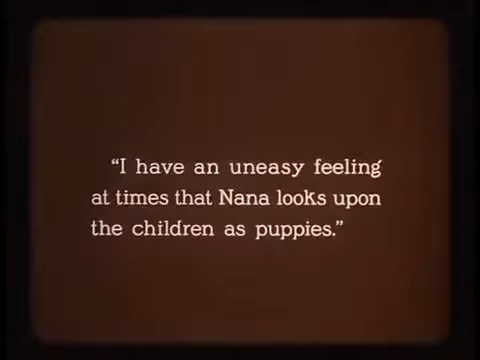 “I have an uneasy feeling
at times that Nana looks upon
the children as puppies.”